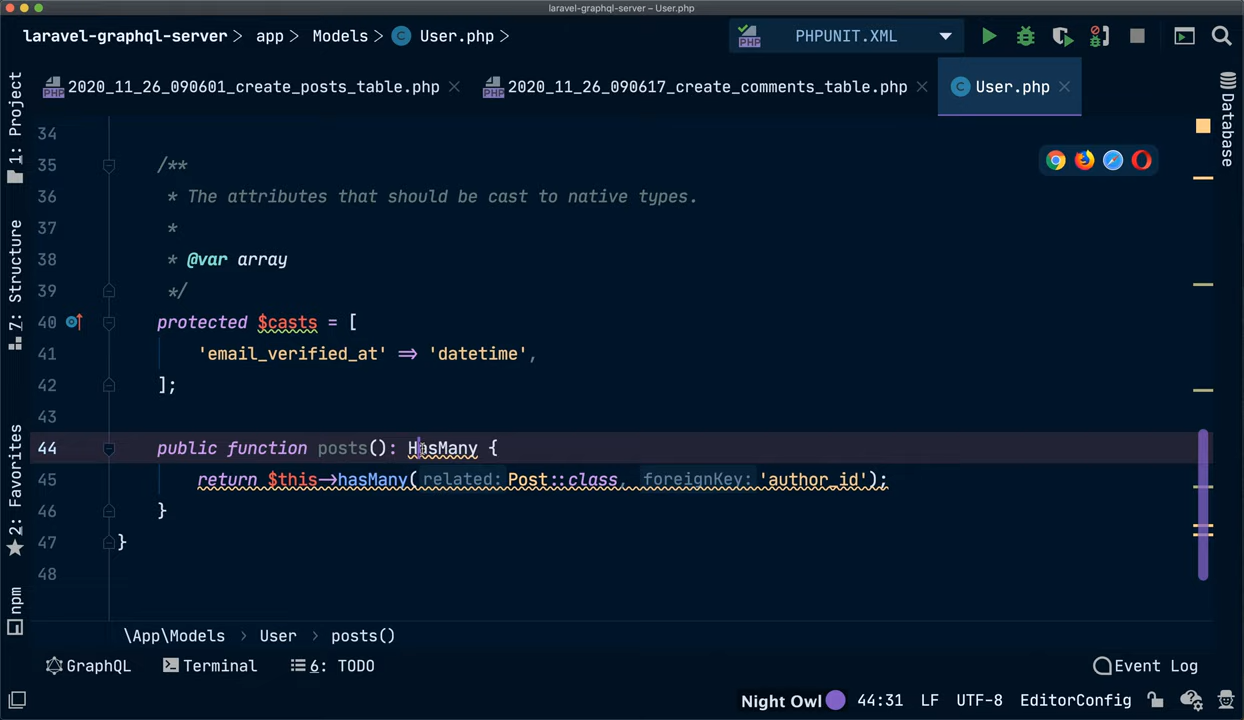 laravel-graphql-server – User.php
laravel-graphql-server > app > Models > C User.php >
PHP PHPUNIT.XML
PHP 2020_11_26_090601_create_posts_table.php
PHP 2020_11_26_090617_create_comments_table.php
C User.php
1: Project
7: Structure
2: Favorites
npm
Database
34
35 /**
36 * The attributes that should be cast to native types.
37 *
38 * @var array
39 */
40 protected $casts = [
41 'email_verified_at' => 'datetime',
42 ];
43
44 public function posts(): HasMany {
45 return $this->hasMany( related: Post::class, foreignKey: 'author_id');
46 }
47 }
48
\App\Models > User > posts()
GraphQL Terminal 6: TODO Event Log
Night Owl 44:31 LF UTF-8 EditorConfig